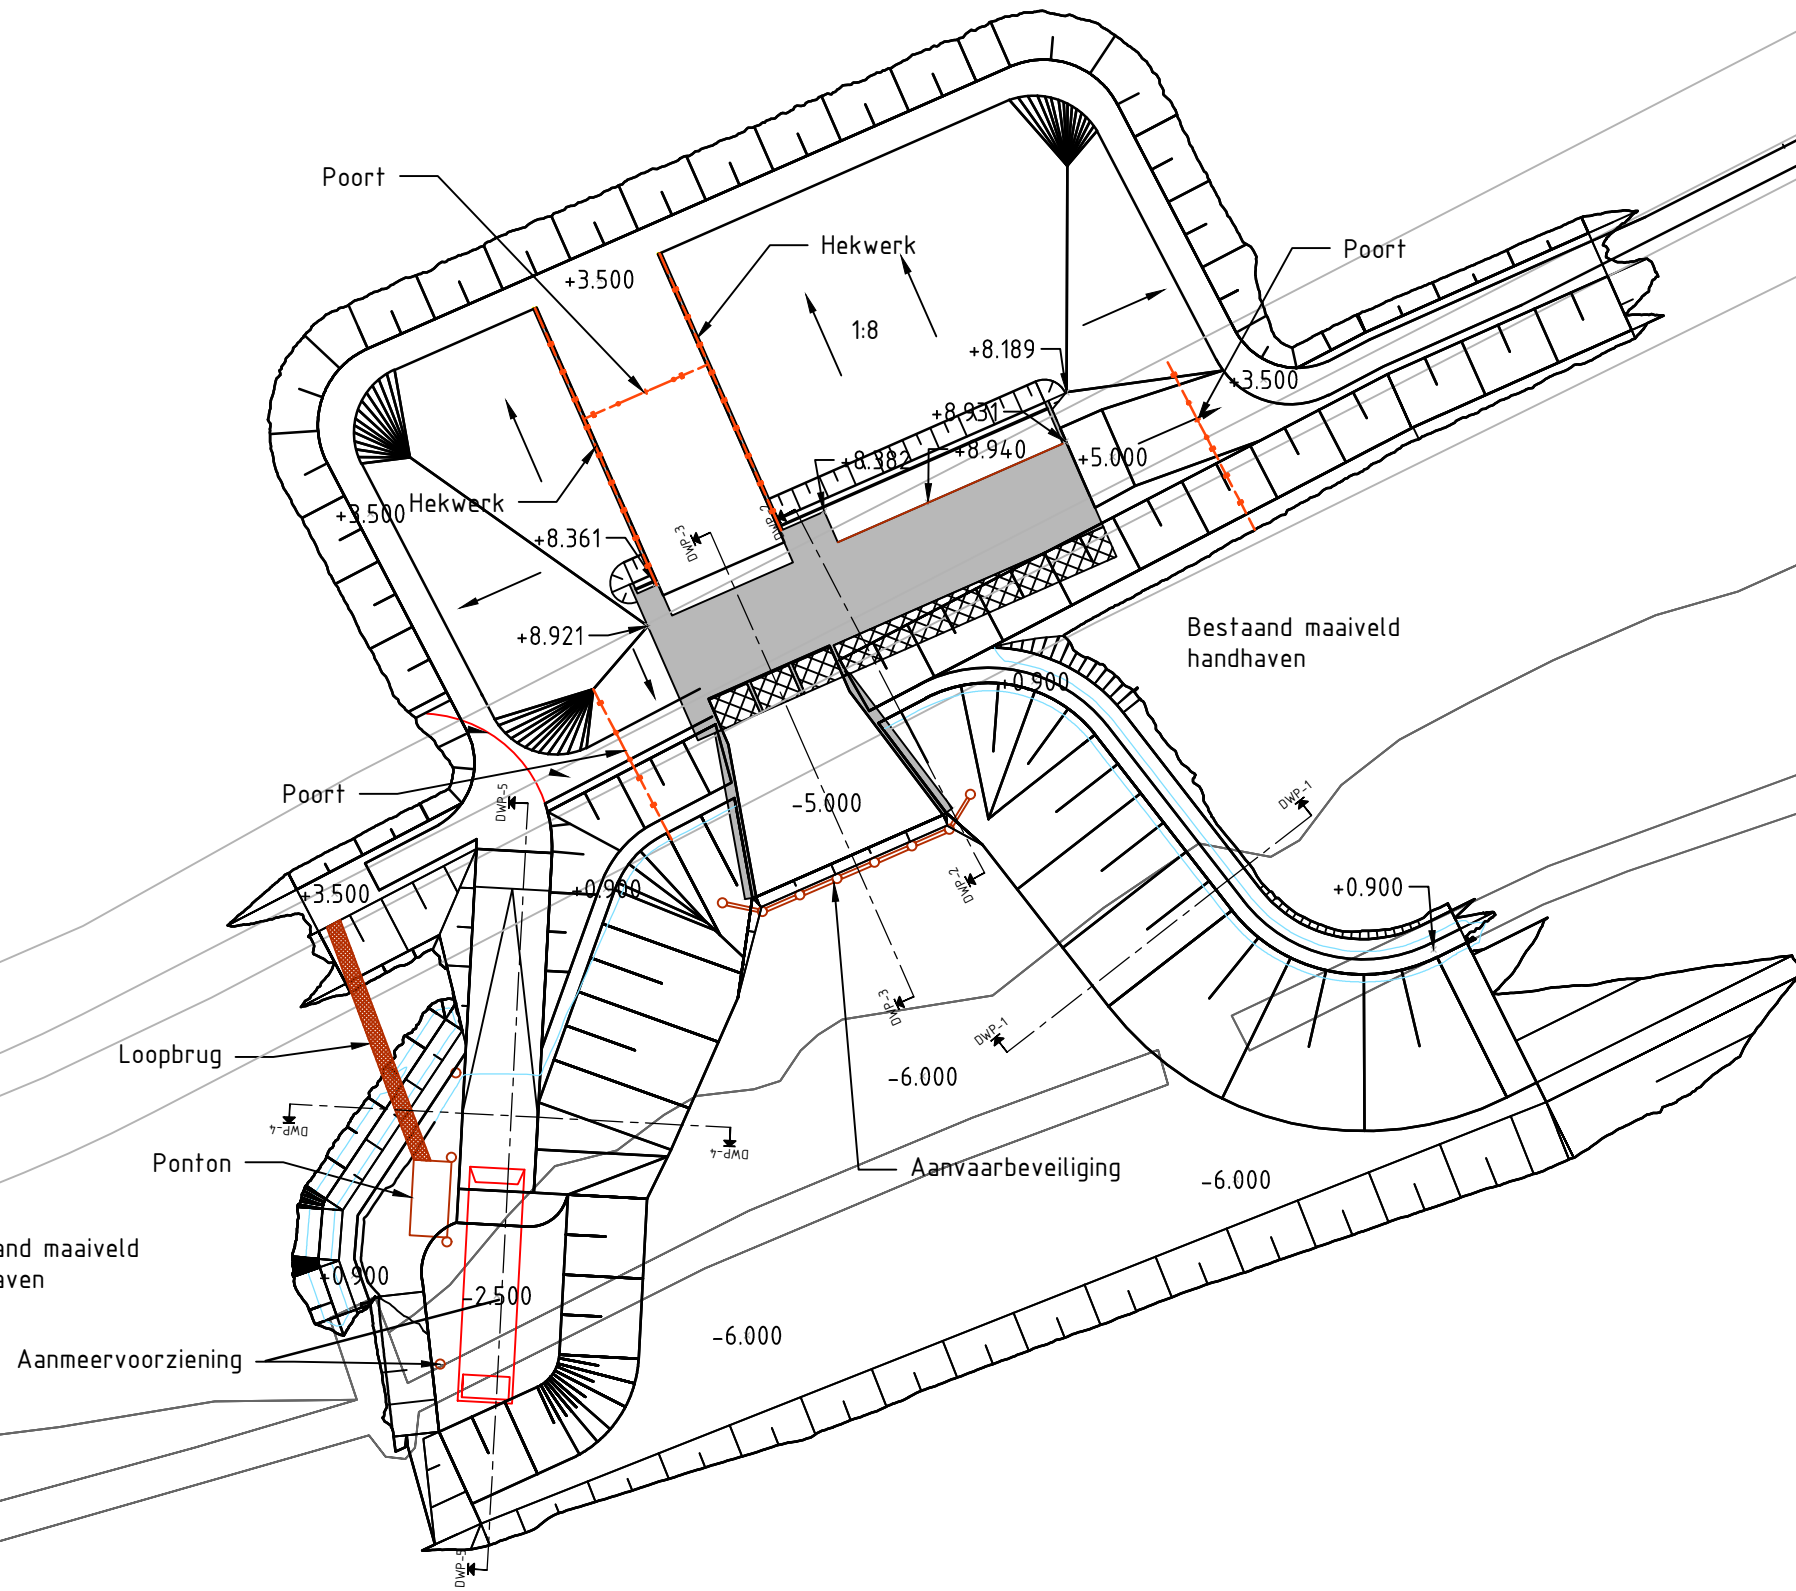 Poort
Hekwerk
Poort
+3.500
1:8
+8.189
+3.500
+8.931
+8.940
+8.382
+5.000
Hekwerk
+3.500
DWP-2
DWP-3
+8.361
+8.921
Bestaand maaiveld
handhaven
+0.900
Poort
DWP-5
-5.000
DWP-1
+3.500
+0.900
DWP-2
+0.900
DWP-3
DWP-1
Loopbrug
-6.000
DWP-4
DWP-4
Ponton
Aanvaarbeveiliging
-6.000
and maaiveld
aven
+0.900
-2.500
-6.000
Aanmeervoorziening
DWP-5